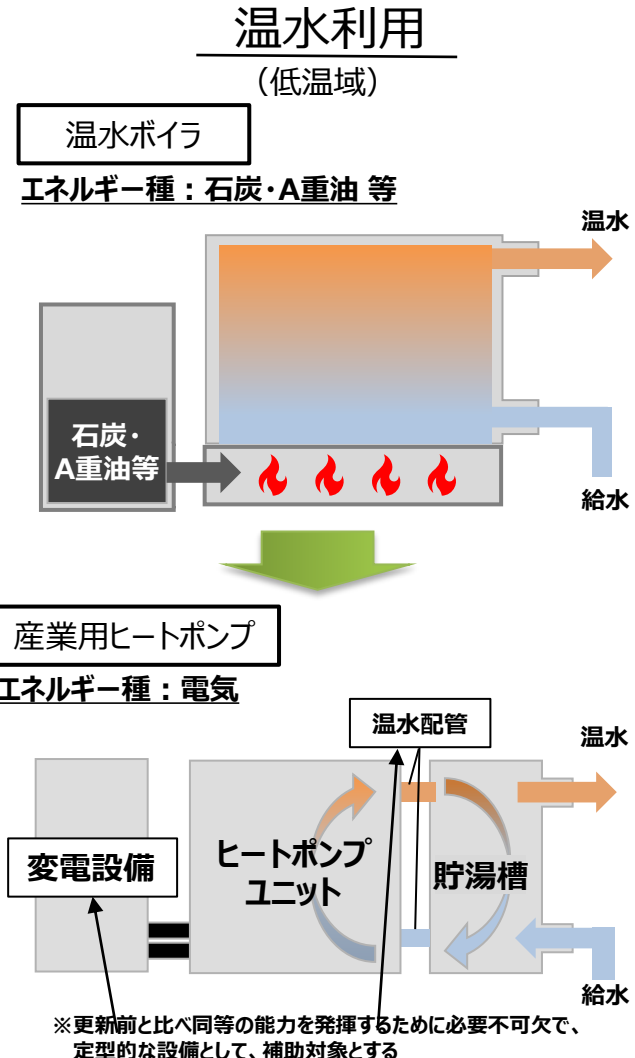 温水利用
（低温域）
温水ボイラ
エネルギー種：石炭・A重油 等
温水
石炭・
A重油等
給水
産業用ヒートポンプ
エネルギー種：電気
温水配管
温水
変電設備
ヒートポンプ
ユニット
貯湯槽
給水
※更新前と比べ同等の能力を発揮するために必要不可欠で、
定型的な設備として、補助対象とする